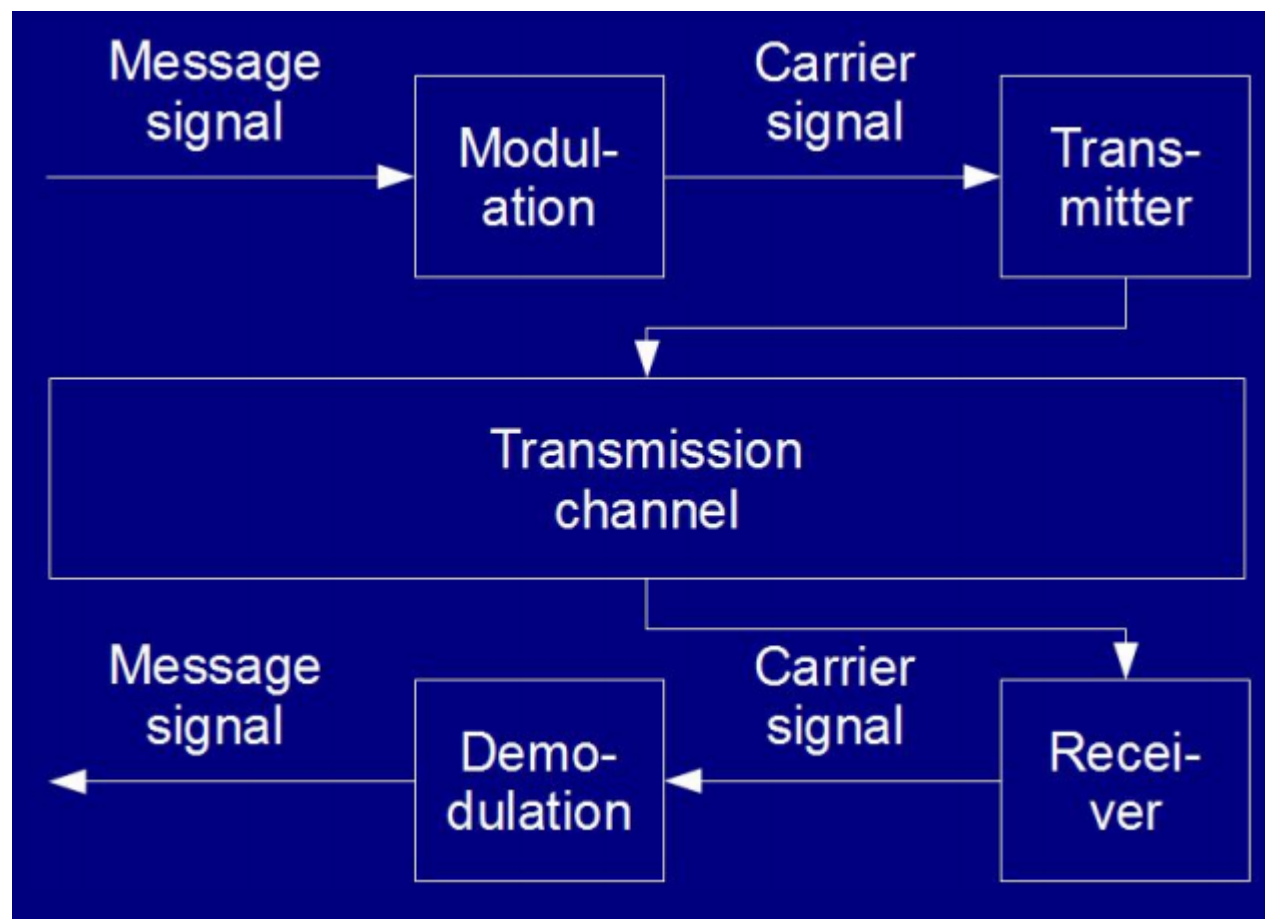 Message
signal
Modul-
ation
Carrier
signal
Trans-
mitter
Transmission
channel
Message
signal
Demo-
dulation
Carrier
signal
Recei-
ver